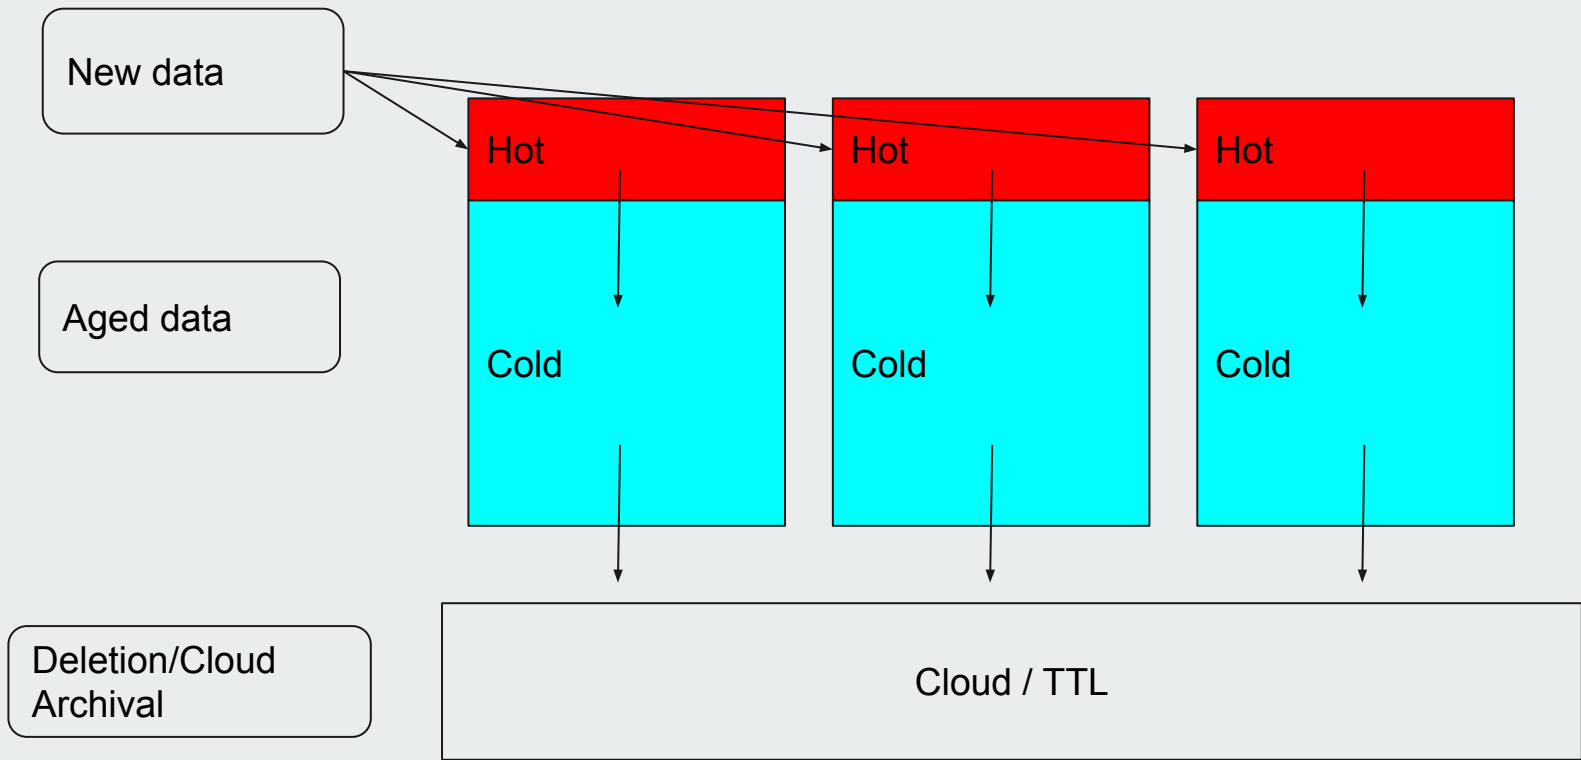 New data
Hot
Hot
Hot
Aged data
Cold
Cold
Cold
Deletion/Cloud
Archival
Cloud / TTL